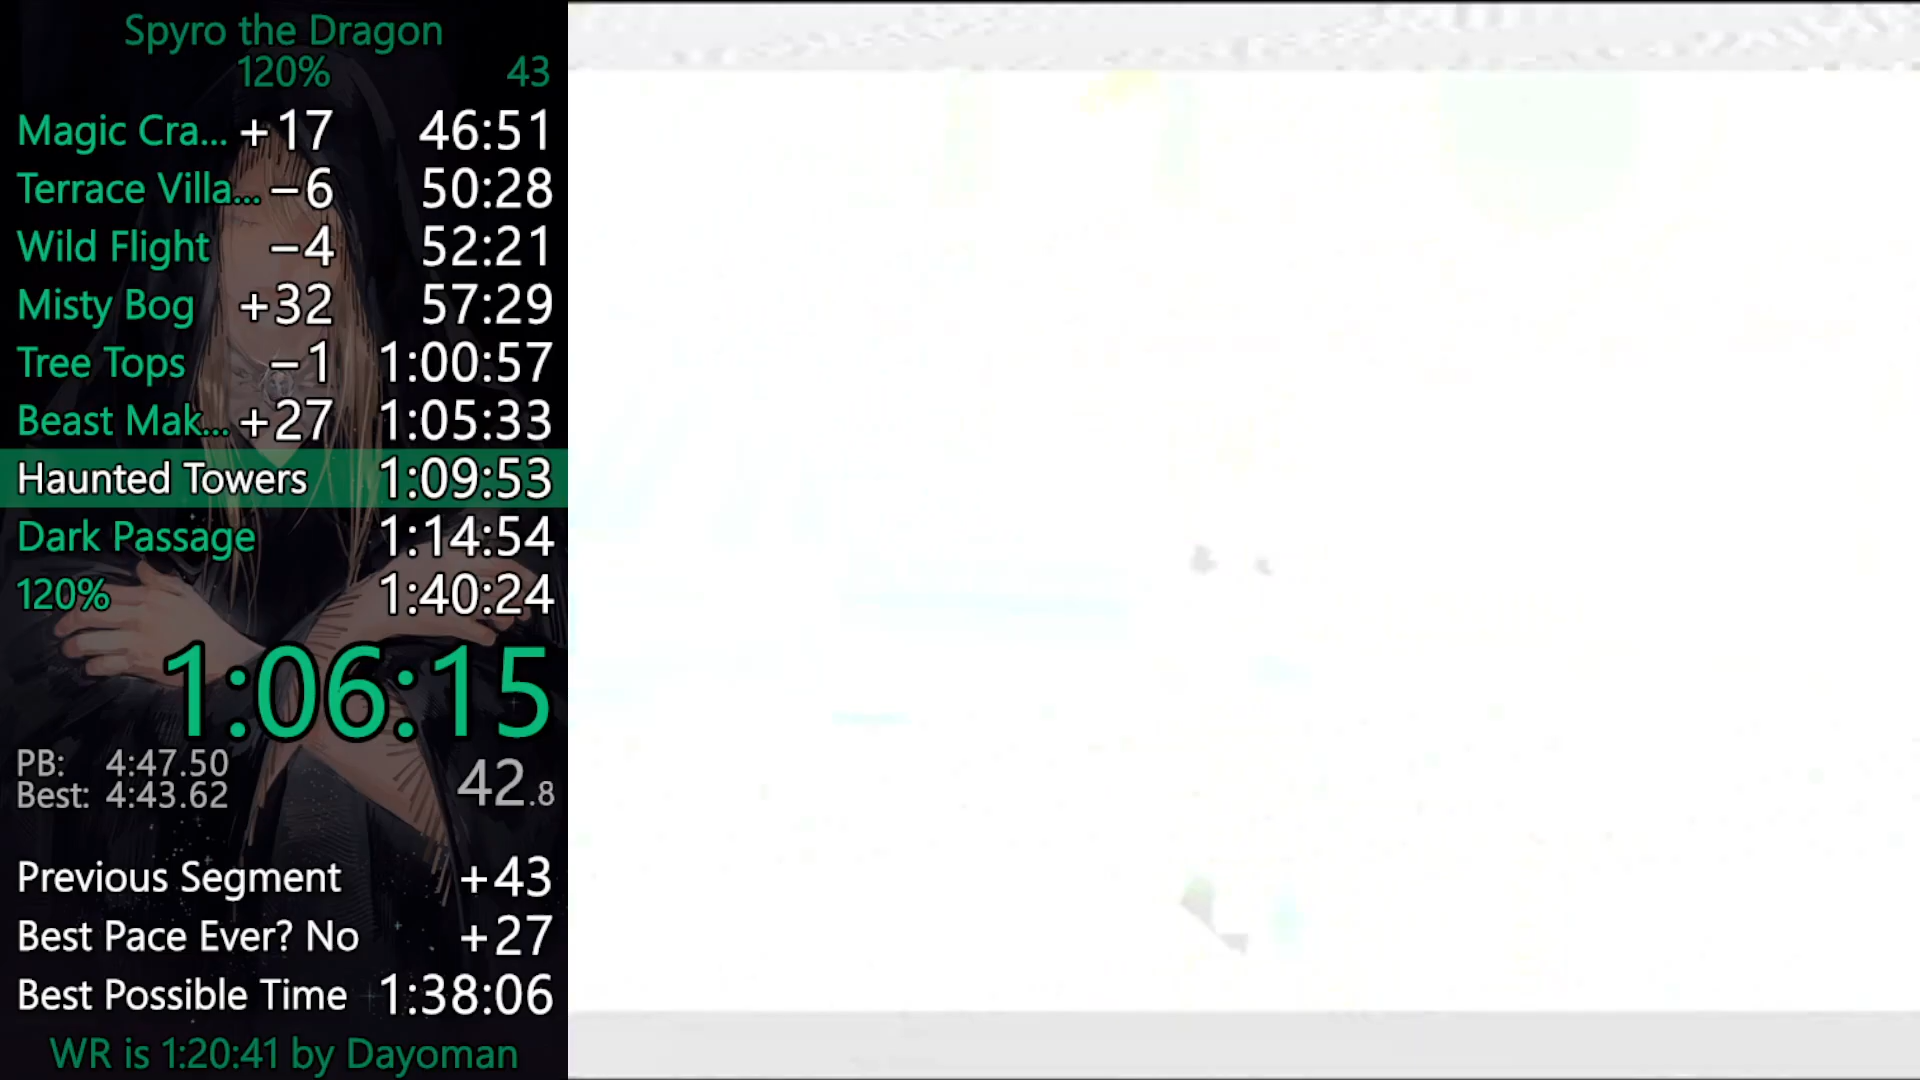 Spyro the Dragon
120% 43
Magic Cra... +17 46:51
Terrace Villa... −6 50:28
Wild Flight −4 52:21
Misty Bog +32 57:29
Tree Tops −1 1:00:57
Beast Mak... +27 1:05:33
Haunted Towers 1:09:53
Dark Passage 1:14:54
120% 1:40:24
1:06:15
PB: 4:47.50
Best: 4:43.62 42.8
Previous Segment +43
Best Pace Ever? No +27
Best Possible Time 1:38:06
WR is 1:20:41 by Dayoman